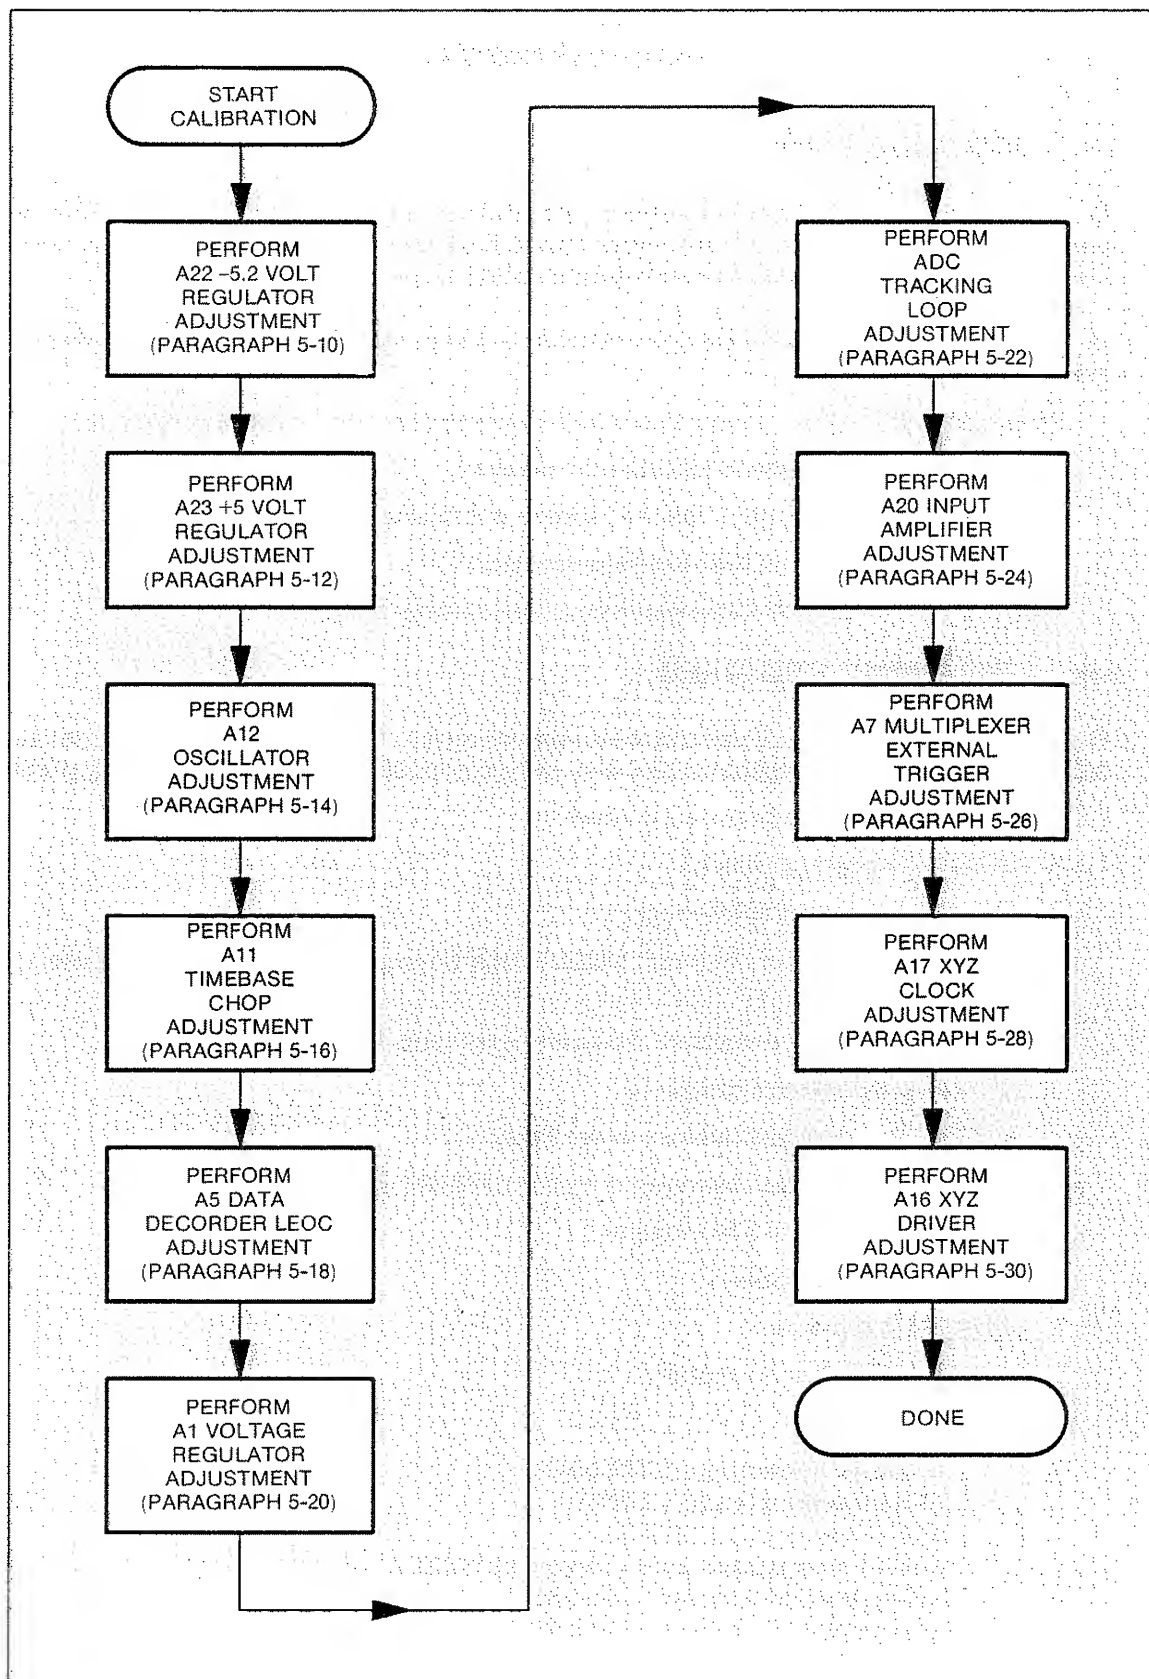 START
CALIBRATION
PERFORM
A22 -5.2 VOLT
REGULATOR
ADJUSTMENT
(PARAGRAPH 5-10)
PERFORM
A23 +5 VOLT
REGULATOR
ADJUSTMENT
(PARAGRAPH 5-12)
PERFORM
A12
OSCILLATOR
ADJUSTMENT
(PARAGRAPH 5-14)
PERFORM
A11
TIMEBASE
CHOP
ADJUSTMENT
(PARAGRAPH 5-16)
PERFORM
A5 DATA
DECORDER LEOC
ADJUSTMENT
(PARAGRAPH 5-18)
PERFORM
A1 VOLTAGE
REGULATOR
ADJUSTMENT
(PARAGRAPH 5-20)
PERFORM
ADC
TRACKING
LOOP
ADJUSTMENT
(PARAGRAPH 5-22)
PERFORM
A20 INPUT
AMPLIFIER
ADJUSTMENT
(PARAGRAPH 5-24)
PERFORM
A7 MULTIPLEXER
EXTERNAL
TRIGGER
ADJUSTMENT
(PARAGRAPH 5-26)
PERFORM
A17 XYZ
CLOCK
ADJUSTMENT
(PARAGRAPH 5-28)
PERFORM
A16 XYZ
DRIVER
ADJUSTMENT
(PARAGRAPH 5-30)
DONE